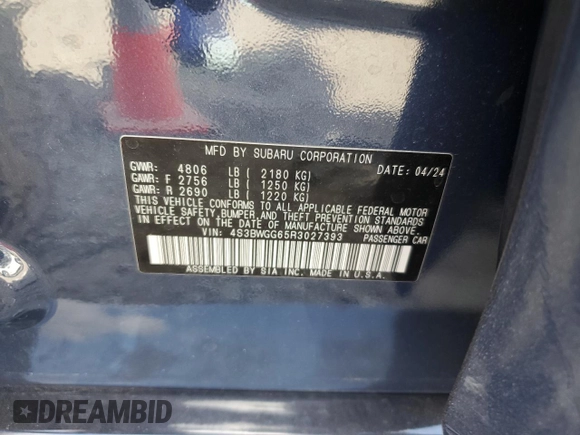 MFD BY SUBARU CORPORATION
GVWR: 4806 LB ( 2180 KG) DATE: 04/24
GAWR: F 2756 LB ( 1250 KG)
GAWR: R 2690 LB ( 1220 KG)
THIS VEHICLE CONFORMS TO ALL APPLICABLE FEDERAL MOTOR
VEHICLE SAFETY, BUMPER, AND THEFT PREVENTION STANDARDS
IN EFFECT ON THE DATE OF MANUFACTURE SHOWN ABOVE.
VIN: 4S3BWGG65R3027393 PASSENGER CAR
ASSEMBLED BY SIA INC. MADE IN U.S.A.
DREAMBID